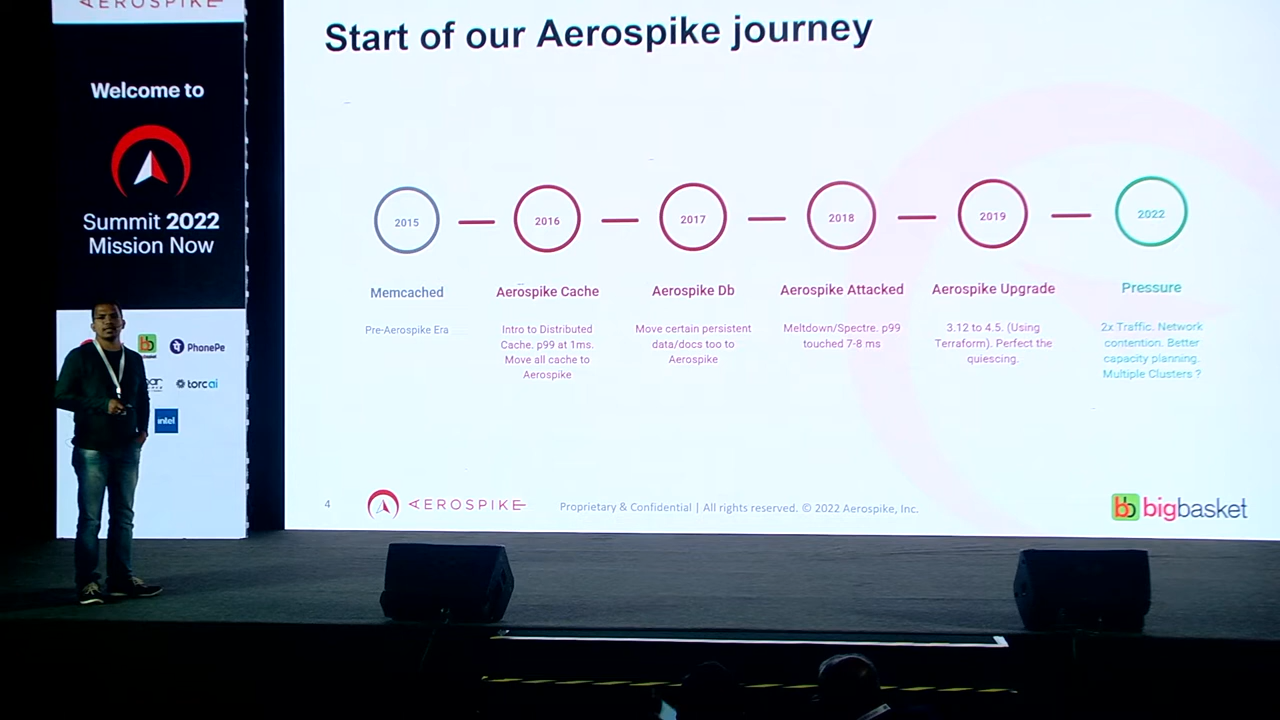 AEROSPIKE
Welcome to
Summit 2022
Mission Now
bb
PhonePe
torcai
intel
Start of our Aerospike journey
2015
2016
2017
2018
2019
2022
Memcached
Pre-Aerospike Era
Aerospike Cache
Intro to Distributed
Cache. p99 at 1ms.
Move all cache to
Aerospike
Aerospike Db
Move certain persistent
data/docs too to
Aerospike
Aerospike Attacked
Meltdown/Spectre. p99
touched 7-8 ms
Aerospike Upgrade
3.12 to 4.5. (Using
Terraform). Perfect the
quiescing.
Pressure
2x Traffic. Network
contention. Better
capacity planning.
Multiple Clusters ?
4
AEROSPIKE
Proprietary & Confidential | All rights reserved. © 2022 Aerospike, Inc.
bb bigbasket